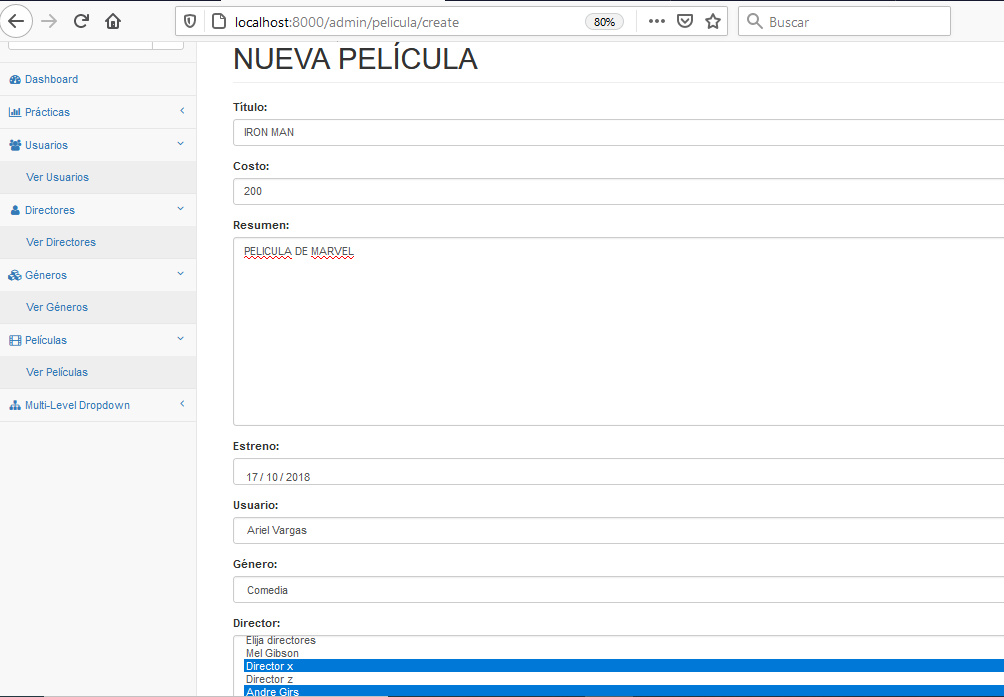 localhost:8000/admin/pelicula/create
80%
Buscar
Dashboard
Prácticas
Usuarios
Ver Usuarios
Directores
Ver Directores
Géneros
Ver Géneros
Películas
Ver Películas
Multi-Level Dropdown
NUEVA PELÍCULA
Título:
IRON MAN
Costo:
200
Resumen:
PELICULA DE MARVEL
Estreno:
17 / 10 / 2018
Usuario:
Ariel Vargas
Género:
Comedia
Director:
Elija directores
Mel Gibson
Director x
Director z
Andre Girs